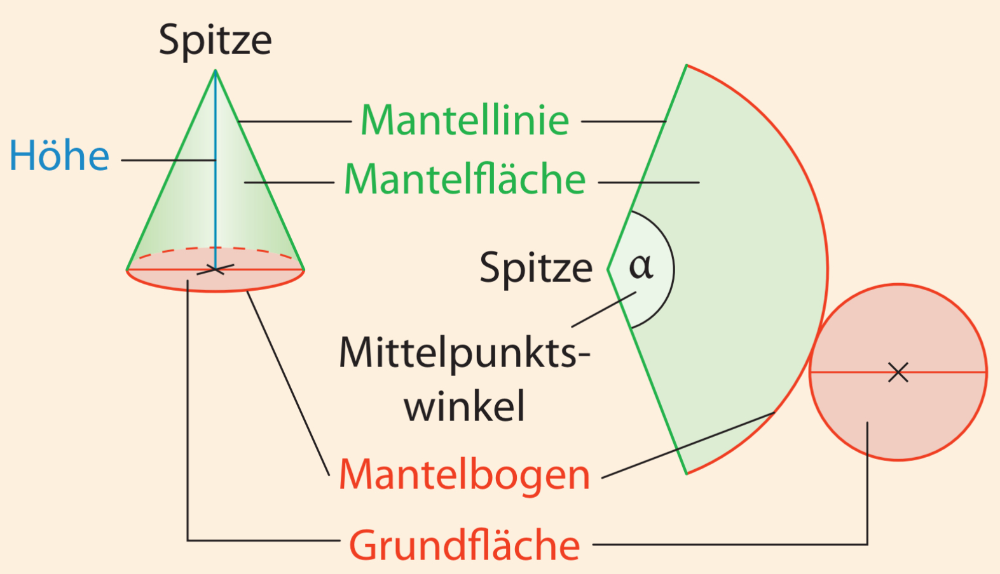 Spitze
Mantellinie
Höhe
Mantelfläche
Spitze
α
Mittelpunkts-
winkel
Mantelbogen
Grundfläche